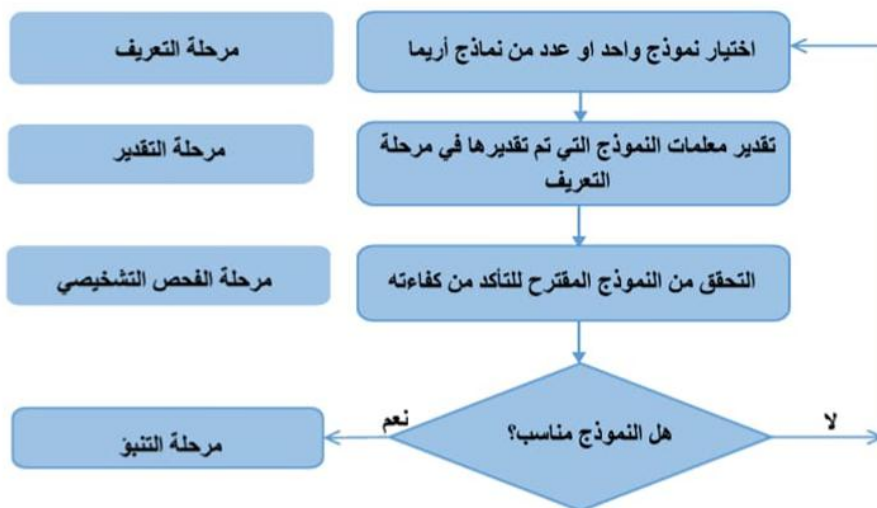 مرحلة التعريف
اختيار نموذج واحد او عدد من نماذج أريما
مرحلة التقدير
تقدير معلمات النموذج التي تم تقديرها في مرحلة
التعريف
مرحلة الفحص التشخيصي
التحقق من النموذج المقترح للتأكد من كفاءته
هل النموذج مناسب؟
لا
نعم
مرحلة التنبؤ